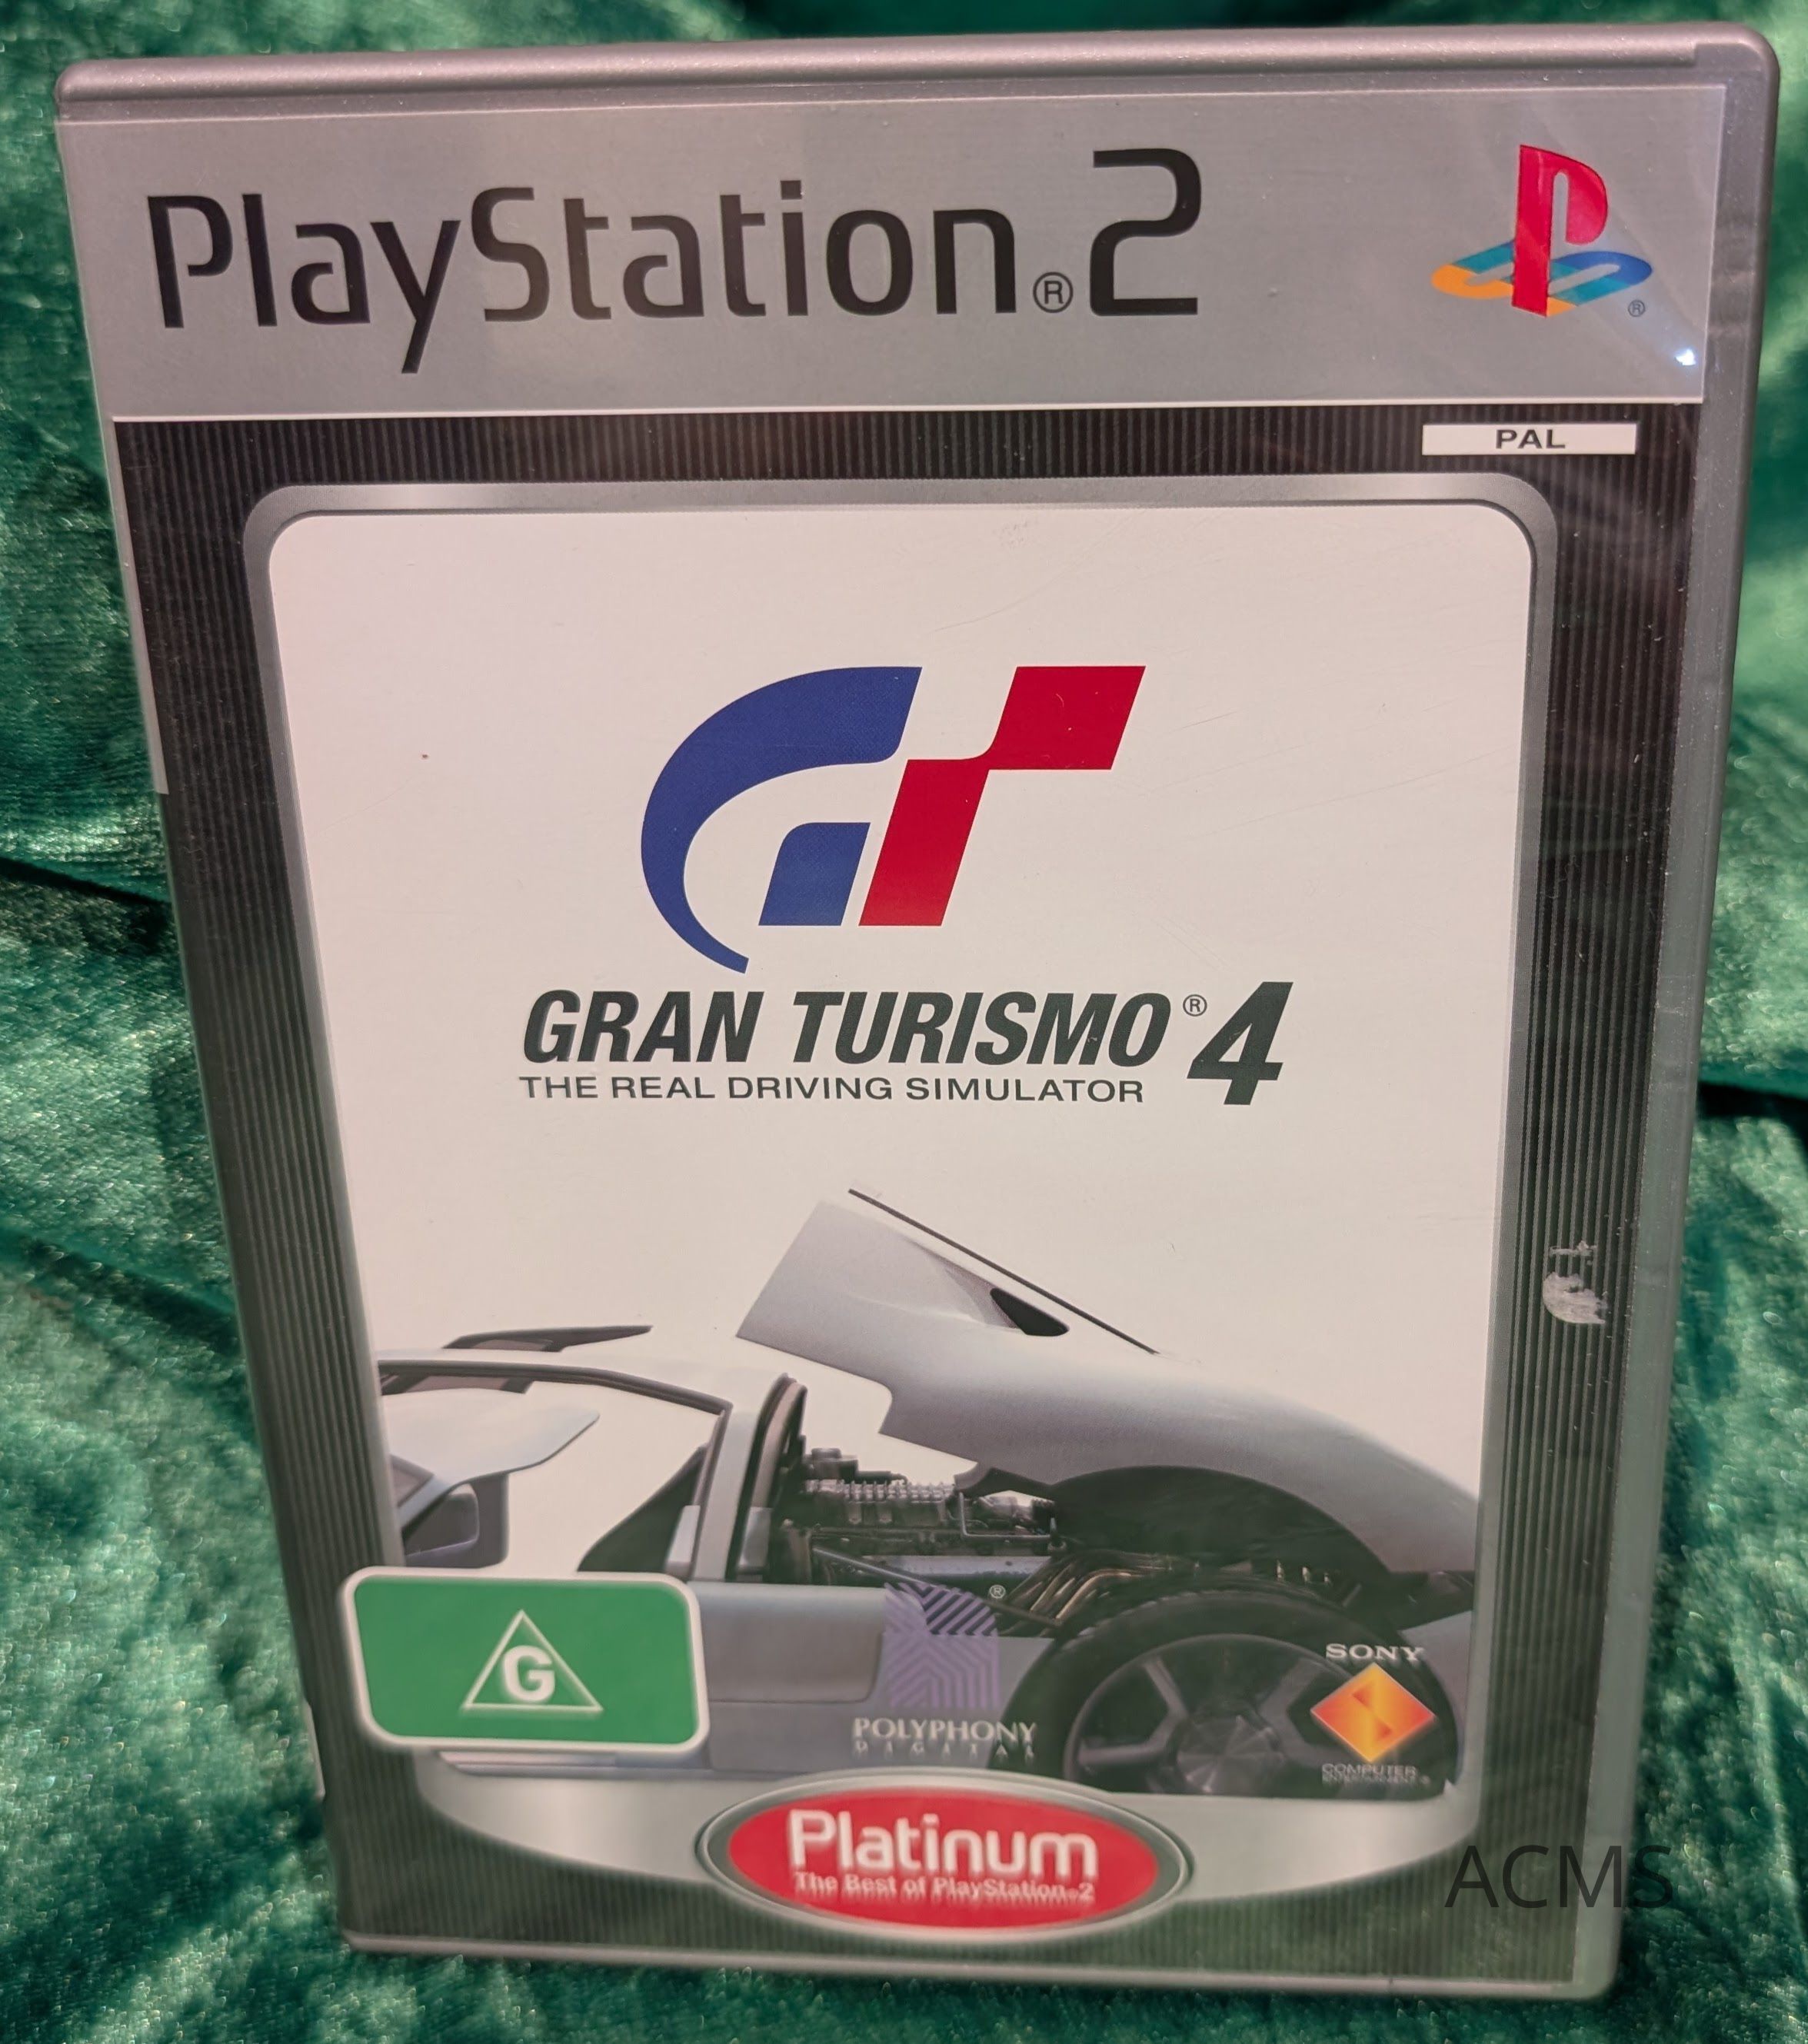 PlayStation®2
®
PAL
GRAN TURISMO®4
THE REAL DRIVING SIMULATOR
®
G
POLYPHONY
DIGITAL
SONY
COMPUTER
ENTERTAINMENT®
Platinum
The Best of PlayStation®2
ACMS